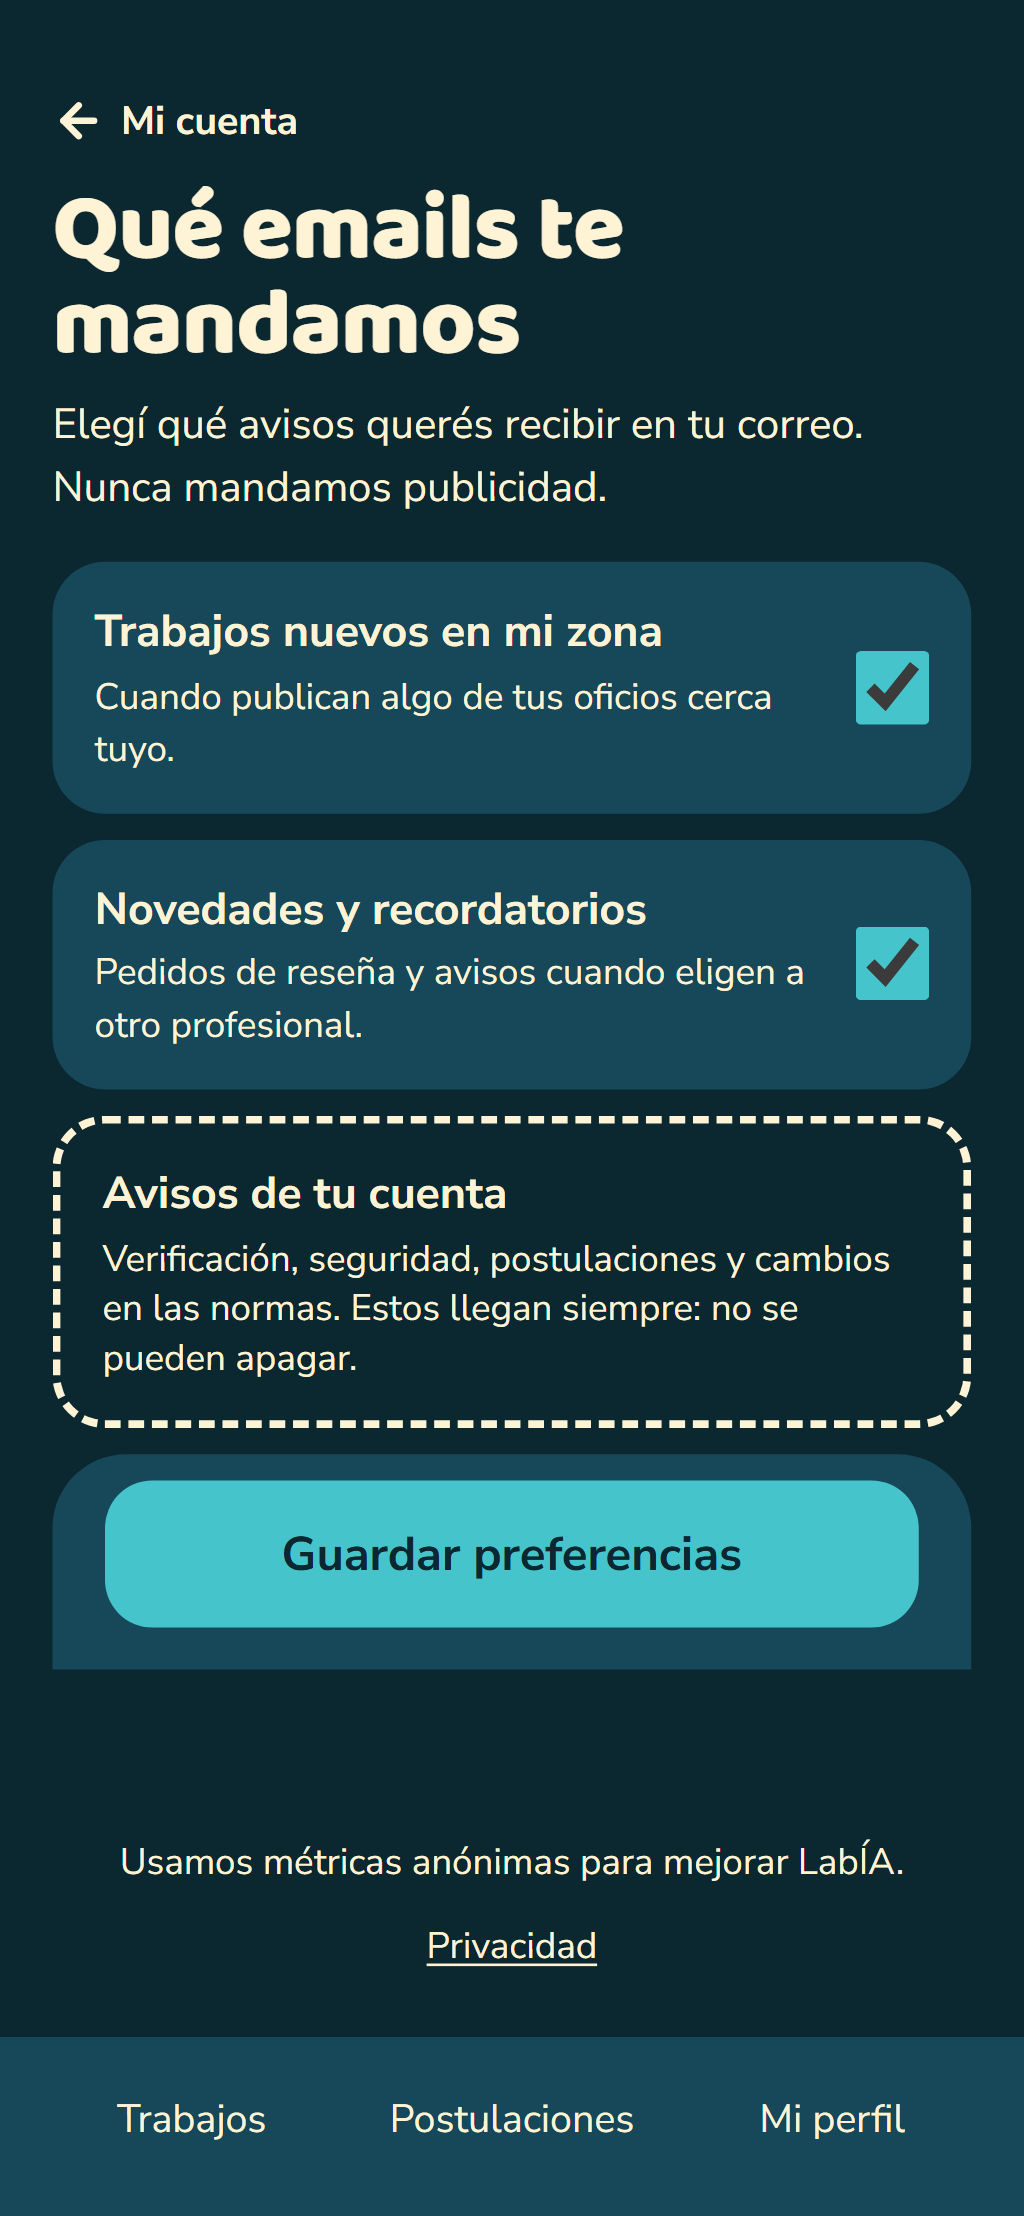 Mi cuenta
Qué emails te
mandamos
Elegí qué avisos querés recibir en tu correo.
Nunca mandamos publicidad.
Trabajos nuevos en mi zona
Cuando publican algo de tus oficios cerca
tuyo.
Novedades y recordatorios
Pedidos de reseña y avisos cuando eligen a
otro profesional.
Avisos de tu cuenta
Verificación, seguridad, postulaciones y cambios
en las normas. Estos llegan siempre: no se
pueden apagar.
Guardar preferencias
Usamos métricas anónimas para mejorar LabÍA.
Privacidad
Trabajos
Postulaciones
Mi perfil